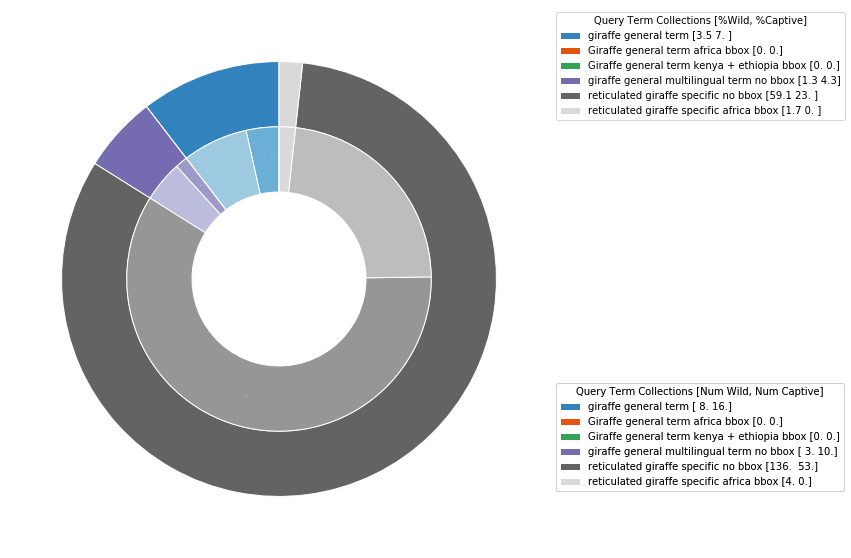 Query Term Collections [%Wild, %Captive]
giraffe general term [3.5 7. ]
Giraffe general term africa bbox [0. 0.]
Giraffe general term kenya + ethiopia bbox [0. 0.]
giraffe general multilingual term no bbox [1.3 4.3]
reticulated giraffe specific no bbox [59.1 23. ]
reticulated giraffe specific africa bbox [1.7 0. ]
Query Term Collections [Num Wild, Num Captive]
giraffe general term [ 8. 16.]
Giraffe general term africa bbox [0. 0.]
Giraffe general term kenya + ethiopia bbox [0. 0.]
giraffe general multilingual term no bbox [ 3. 10.]
reticulated giraffe specific no bbox [136.  53.]
reticulated giraffe specific africa bbox [4. 0.]